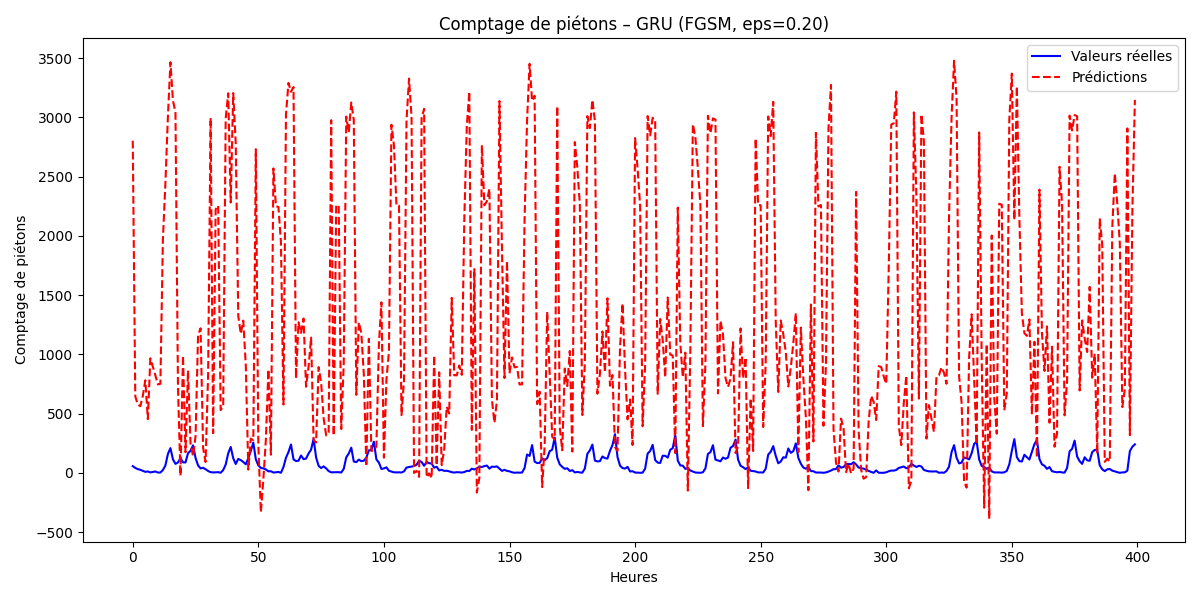 Comptage de piétons – GRU (FGSM, eps=0.20)
Valeurs réelles
Prédictions
Comptage de piétons
3500
3000
2500
2000
1500
1000
500
0
−500
0 50 100 150 200 250 300 350 400
Heures